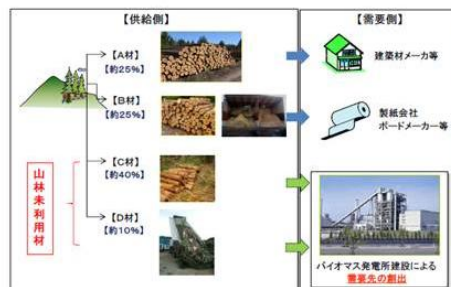 【供給側】
【需要側】
【A材】
【約25%】
建築材メーカ等
【B材】
【約25%】
製紙会社
ボードメーカー等
山林未利用材
【C材】
【約40%】
【D材】
【約10%】
バイオマス発電所建設による
需要先の創出